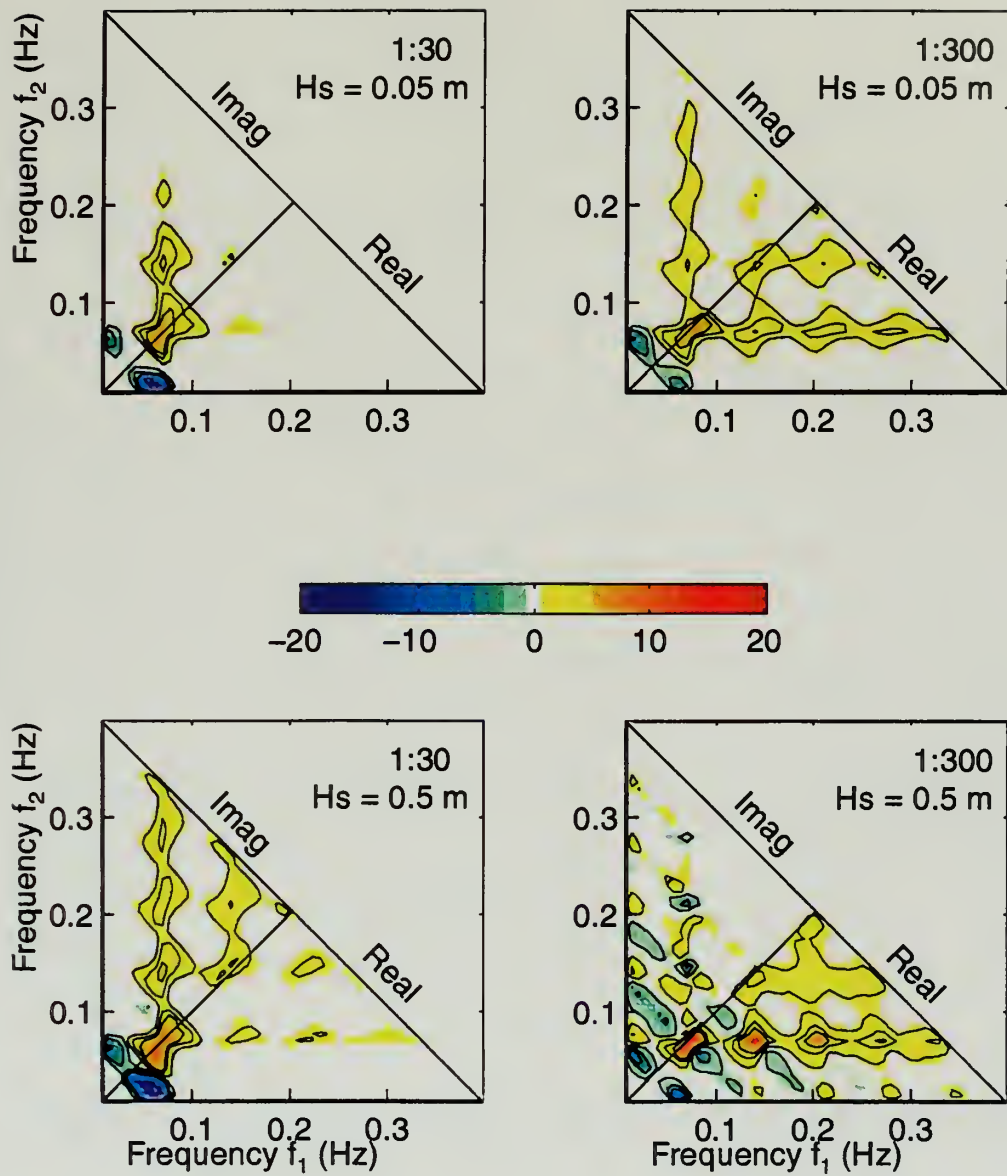 1:30
Hs = 0.05 m
Imag
Real
Frequency f2 (Hz)
0.3
0.2
0.1
0.1 0.2 0.3
1:300
Hs = 0.05 m
Imag
Real
0.3
0.2
0.1
0.1 0.2 0.3
−20 −10 0 10 20
1:30
Hs = 0.5 m
Imag
Real
Frequency f2 (Hz)
0.3
0.2
0.1
0.1 0.2 0.3
Frequency f1 (Hz)
1:300
Hs = 0.5 m
Imag
Real
0.3
0.2
0.1
0.1 0.2 0.3
Frequency f1 (Hz)